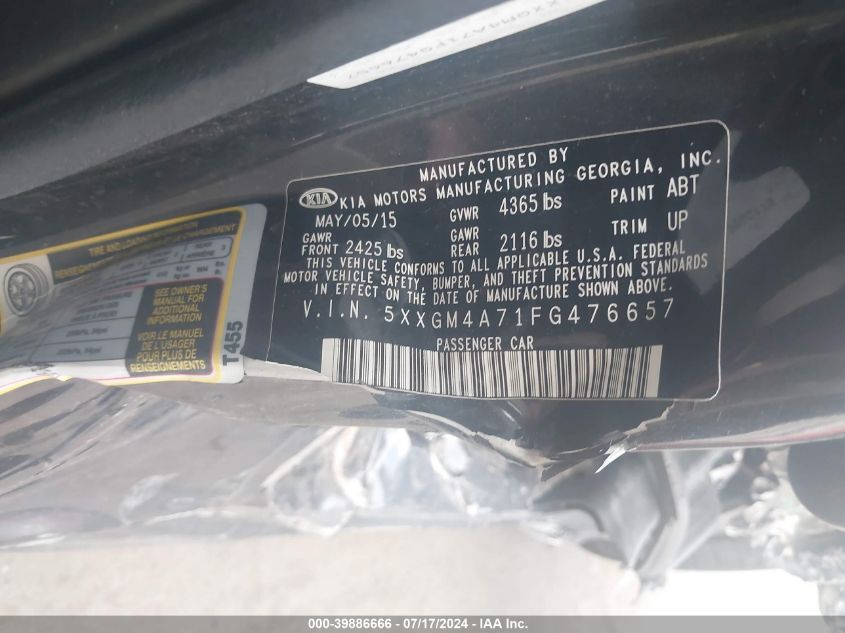 XXGM4A71FG476657
MANUFACTURED BY
KIA KIA MOTORS MANUFACTURING GEORGIA, INC.
MAY/05/15 GVWR 4365 lbs PAINT ABT
GAWR FRONT 2425 lbs GAWR REAR 2116 lbs TRIM UP
THIS VEHICLE CONFORMS TO ALL APPLICABLE U.S.A. FEDERAL
MOTOR VEHICLE SAFETY, BUMPER, AND THEFT PREVENTION STANDARDS
IN EFFECT ON THE DATE OF MANUFACTURE SHOWN ABOVE.
V.I.N. 5XXGM4A71FG476657
PASSENGER CAR
TIRE AND LOADING
SEE OWNER'S
MANUAL FOR
ADDITIONAL
INFORMATION
VOIR LE MANUEL
DE L'USAGER
POUR PLUS DE
RENSEIGNEMENTS
T455
000-39886666 - 07/17/2024 - IAA Inc.